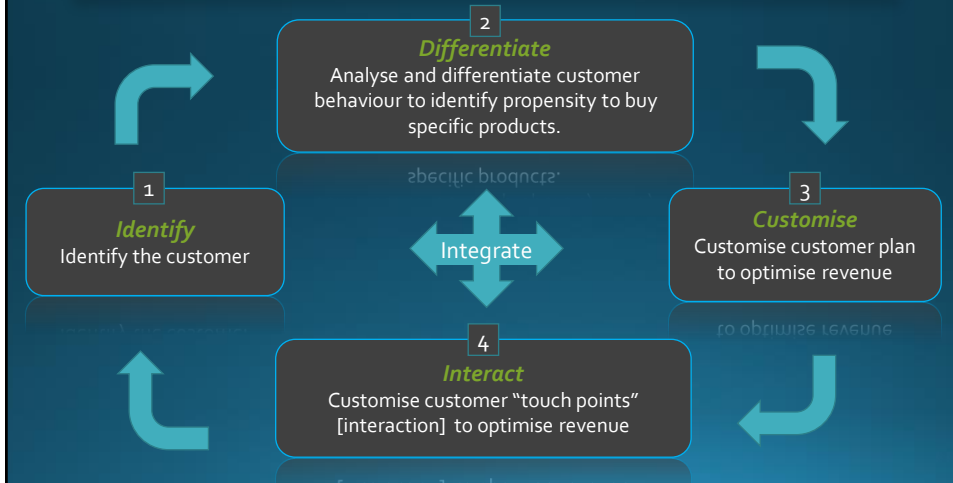 1
Identify
Identify the customer
2
Differentiate
Analyse and differentiate customer
behaviour to identify propensity to buy
specific products.
3
Customise
Customise customer plan
to optimise revenue
4
Interact
Customise customer “touch points”
[interaction] to optimise revenue
Integrate